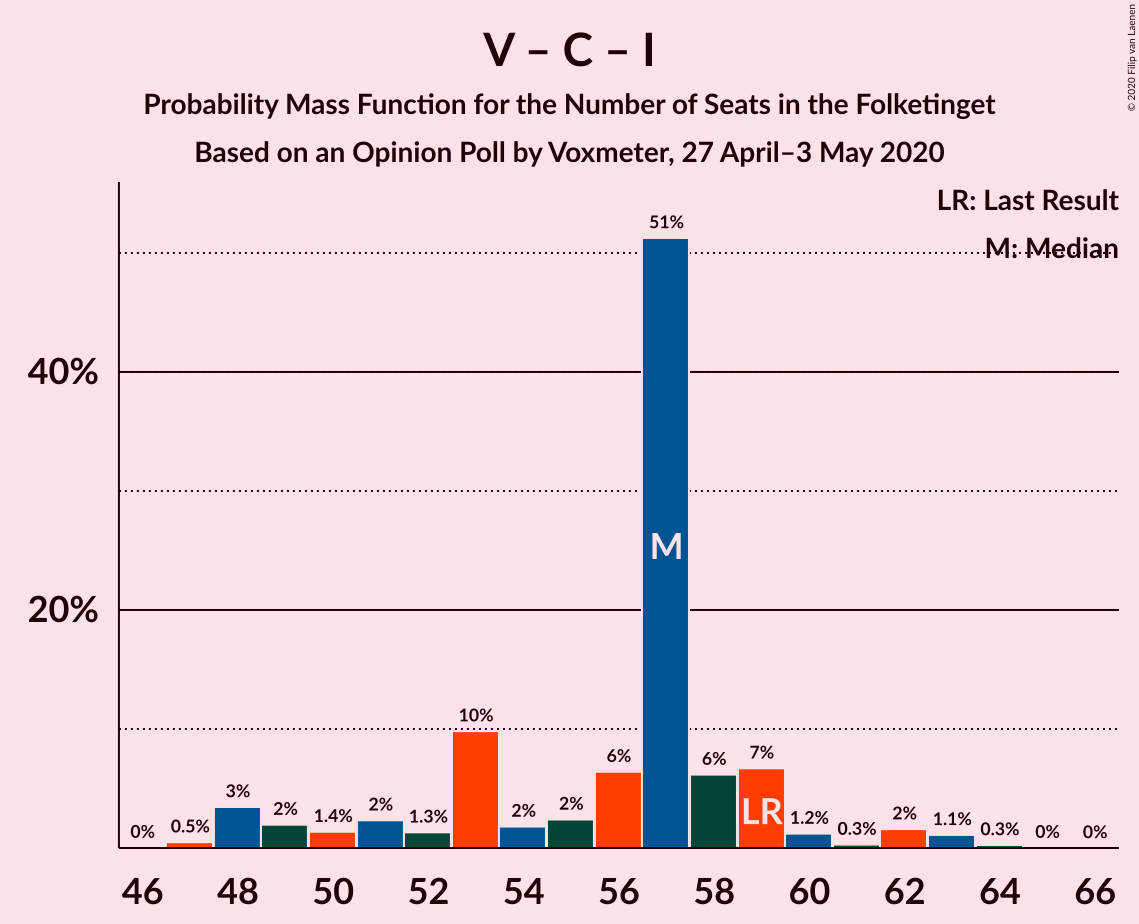 V – C – I
Probability Mass Function for the Number of Seats in the Folketinget
Based on an Opinion Poll by Voxmeter, 27 April–3 May 2020
© 2020 Filip van Laenen
LR: Last Result
M: Median
51%
40%
20%
M
10%
6%
6%
7%
LR
0%
0.5%
3%
2%
1.4%
2%
1.3%
2%
2%
1.2%
0.3%
2%
1.1%
0.3%
0%
0%
46 48 50 52 54 56 58 60 62 64 66